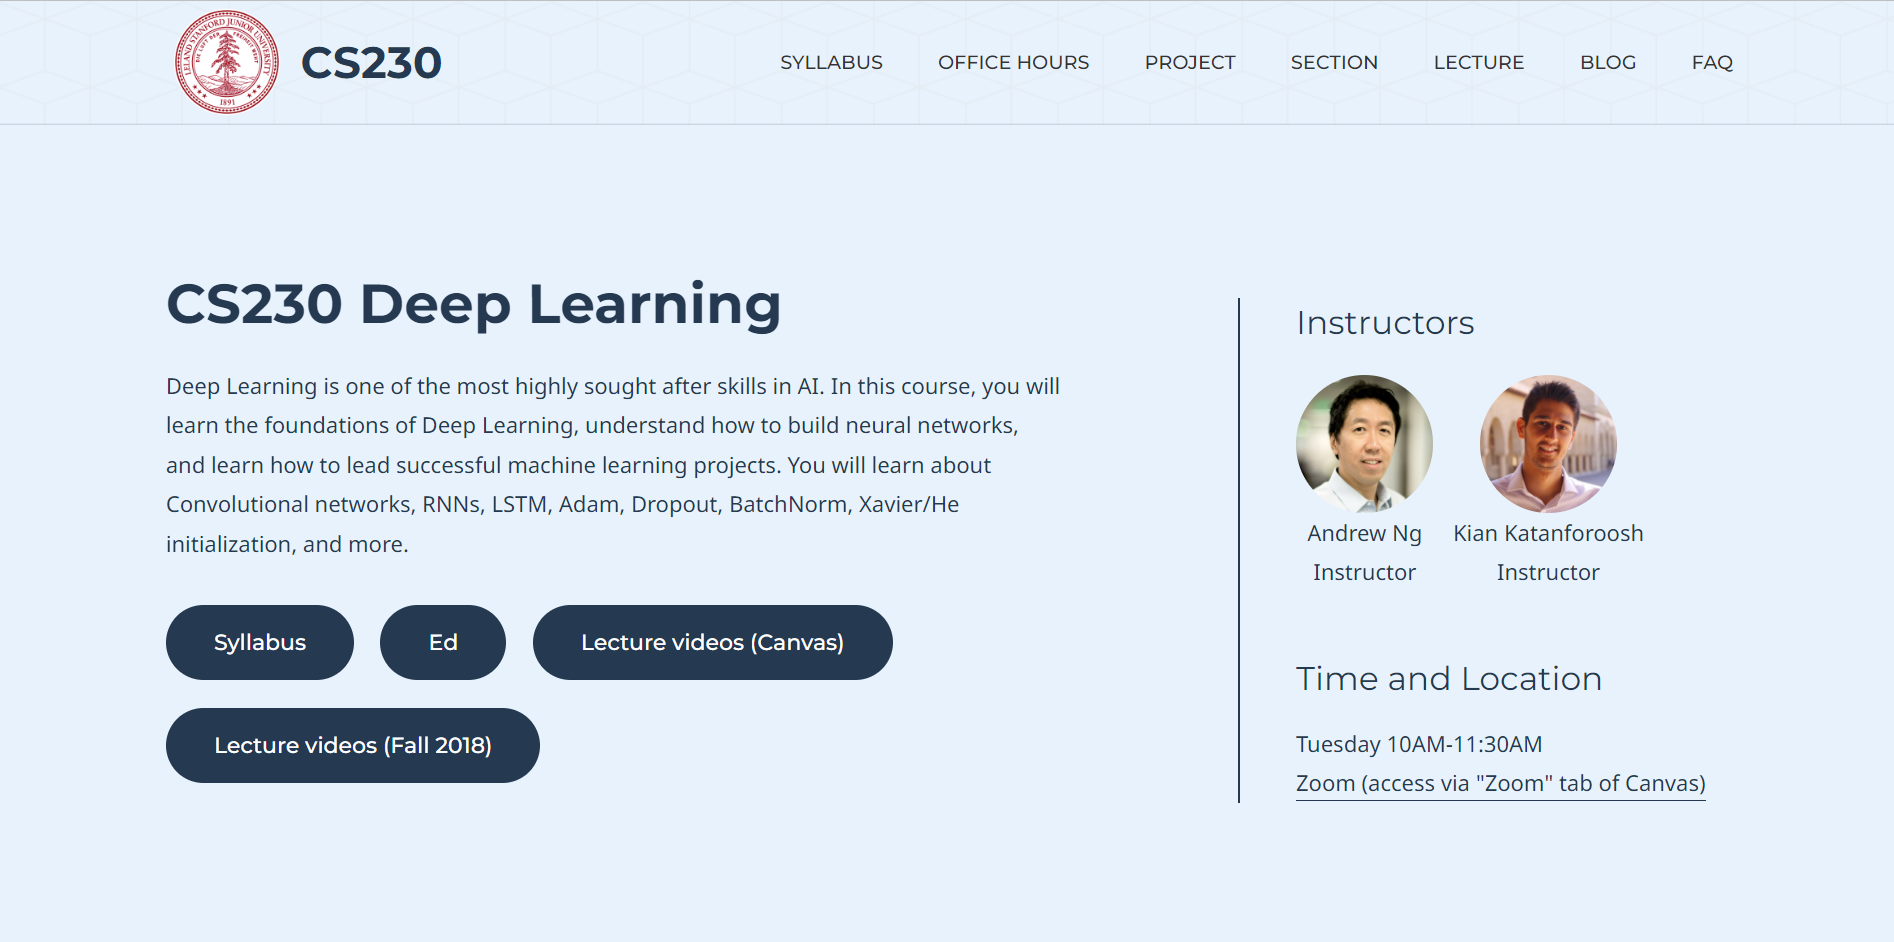 LELAND STANFORD JUNIOR UNIVERSITY
DIE LUFT DER FREIHEIT WEHT
1891
CS230
SYLLABUS
OFFICE HOURS
PROJECT
SECTION
LECTURE
BLOG
FAQ
CS230 Deep Learning
Deep Learning is one of the most highly sought after skills in AI. In this course, you will
learn the foundations of Deep Learning, understand how to build neural networks,
and learn how to lead successful machine learning projects. You will learn about
Convolutional networks, RNNs, LSTM, Adam, Dropout, BatchNorm, Xavier/He
initialization, and more.
Syllabus
Ed
Lecture videos (Canvas)
Lecture videos (Fall 2018)
Instructors
Andrew Ng
Instructor
Kian Katanforoosh
Instructor
Time and Location
Tuesday 10AM-11:30AM
Zoom (access via "Zoom" tab of Canvas)